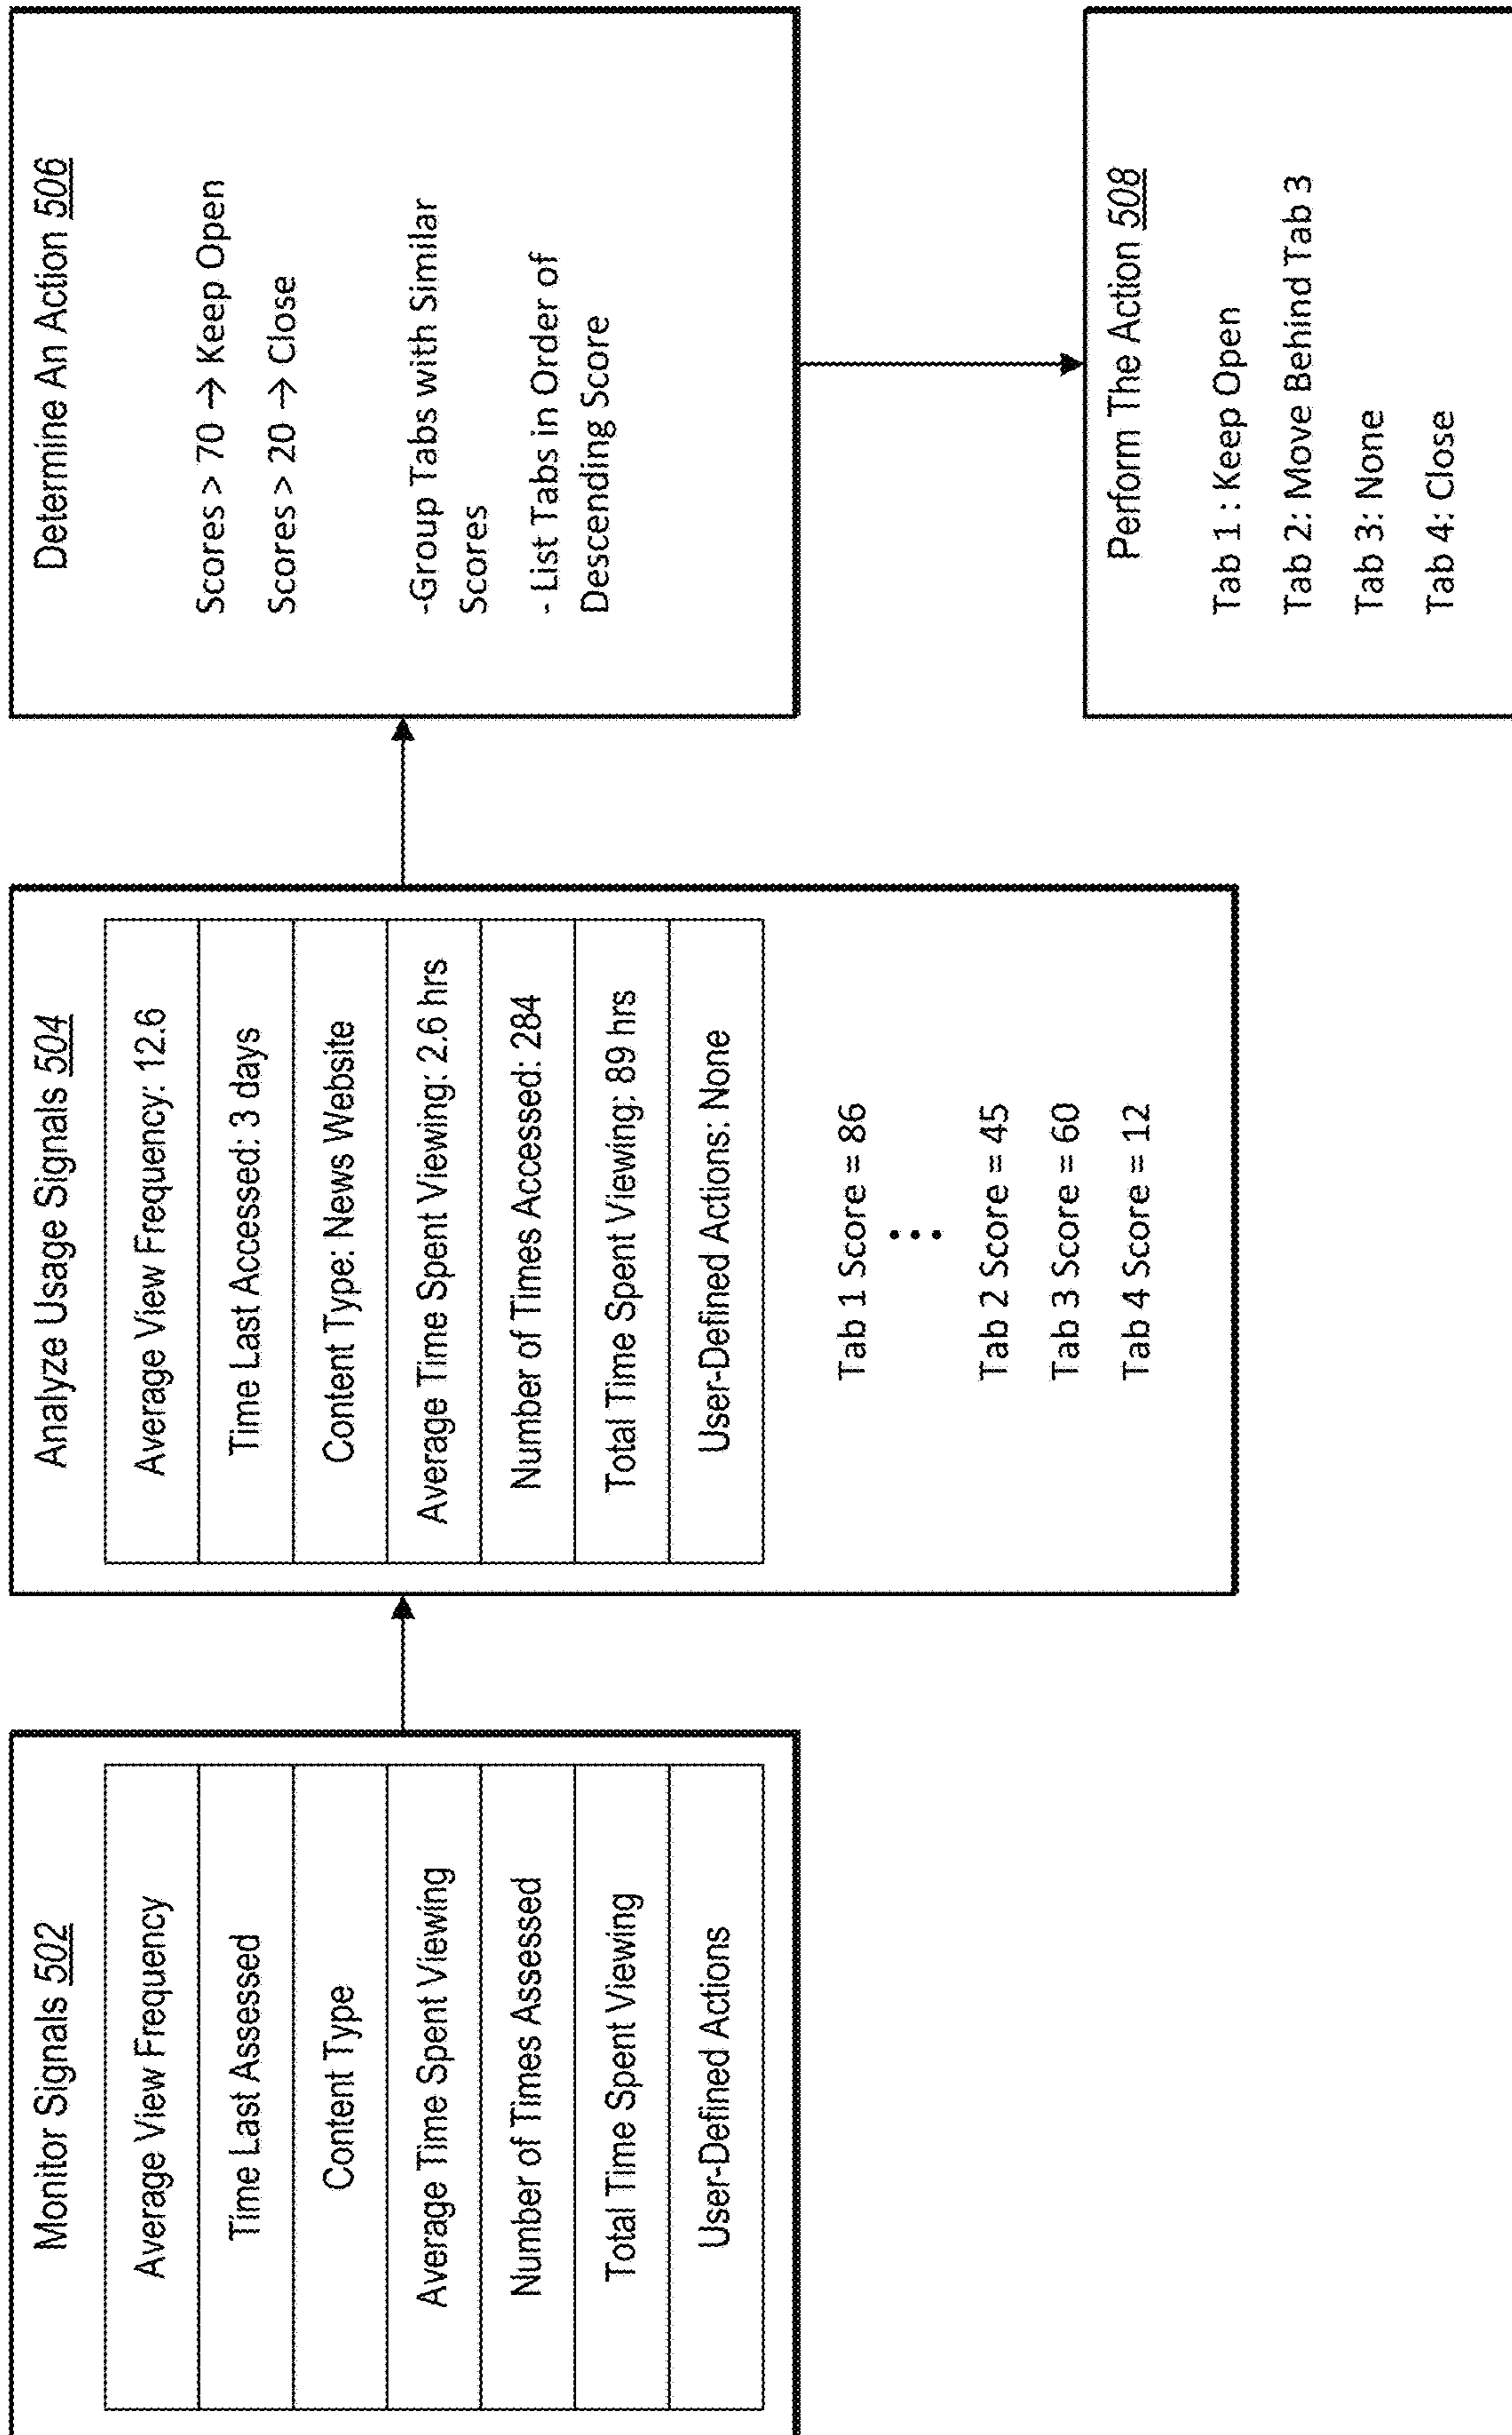 Monitor Signals 502
Average View Frequency
Time Last Assessed
Content Type
Average Time Spent Viewing
Number of Times Assessed
Total Time Spent Viewing
User-Defined Actions
Analyze Usage Signals 504
Average View Frequency: 12.6
Time Last Accessed: 3 days
Content Type: News Website
Average Time Spent Viewing: 2.6 hrs
Number of Times Accessed: 284
Total Time Spent Viewing: 89 hrs
User-Defined Actions: None
Tab 1 Score = 86
...
Tab 2 Score = 45
Tab 3 Score = 60
Tab 4 Score = 12
Determine An Action 506
Scores > 70 → Keep Open
Scores > 20 → Close
-Group Tabs with Similar
Scores
- List Tabs in Order of
Descending Score
Perform The Action 508
Tab 1 : Keep Open
Tab 2: Move Behind Tab 3
Tab 3: None
Tab 4: Close